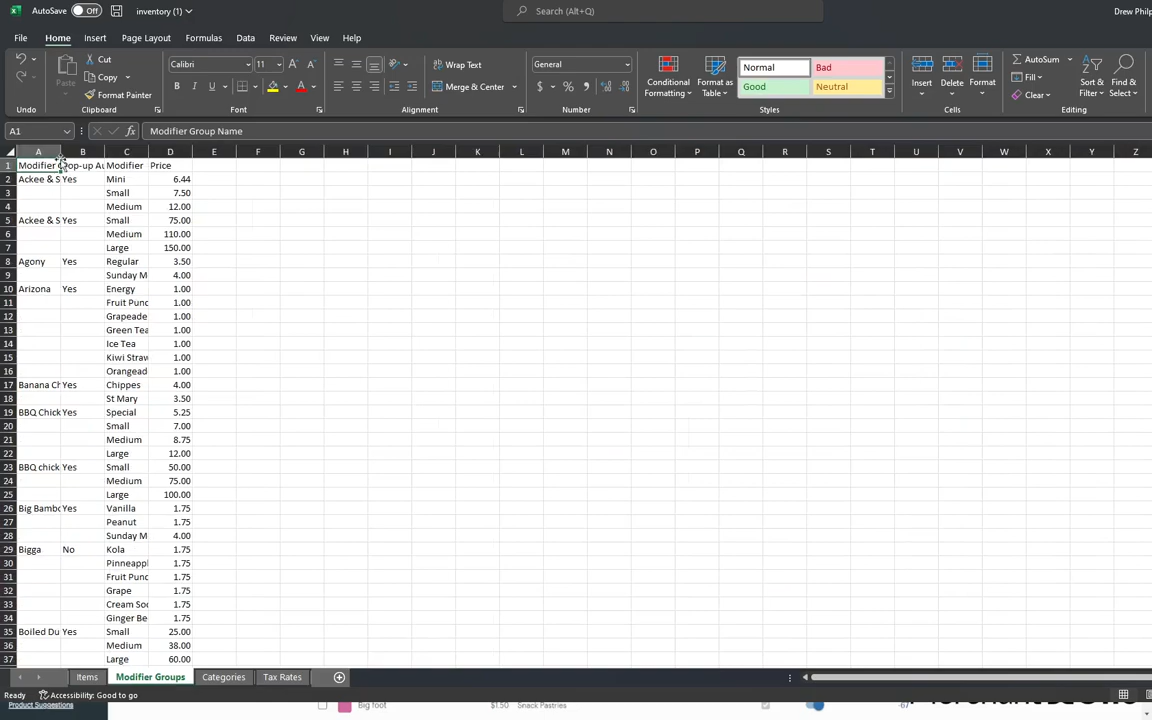 AutoSave Off inventory (1) Search (Alt+Q)
File Home Insert Page Layout Formulas Data Review View Help
Undo
Paste Cut Copy Format Painter
Clipboard
Calibri 11
B I U A
Font
Wrap Text
Merge & Center
Alignment
General
$ % ,
Number
Conditional Formatting
Format as Table
Normal Bad
Good Neutral
Styles
Insert Delete Format
Cells
AutoSum
Fill
Clear
Sort & Filter
Find & Select
Editing
A1 fx Modifier Group Name
A B C D E F G H I J K L M N O P Q R S T U V W X Y Z
1 Modifier Pop-up Au Modifier Price
2 Ackee & S Yes Mini 6.44
3 Small 7.50
4 Medium 12.00
5 Ackee & S Yes Small 75.00
6 Medium 110.00
7 Large 150.00
8 Agony Yes Regular 3.50
9 Sunday M 4.00
10 Arizona Yes Energy 1.00
11 Fruit Punc 1.00
12 Grapeade 1.00
13 Green Tea 1.00
14 Ice Tea 1.00
15 Kiwi Straw 1.00
16 Orangead 1.00
17 Banana Ch Yes Chippes 4.00
18 St Mary 3.50
19 BBQ Chick Yes Special 5.25
20 Small 7.00
21 Medium 8.75
22 Large 12.00
23 BBQ chick Yes Small 50.00
24 Medium 75.00
25 Large 100.00
26 Big Bambo Yes Vanilla 1.75
27 Peanut 1.75
28 Sunday M 4.00
29 Bigga No Kola 1.75
30 Pinneappl 1.75
31 Fruit Punc 1.75
32 Grape 1.75
33 Cream Soc 1.75
34 Ginger Be 1.75
35 Boiled Du Yes Small 25.00
36 Medium 38.00
37 Large 60.00
Items Modifier Groups Categories Tax Rates
Ready Accessibility: Good to go
Product Suggestions Big foot $1.50 Snack Pastries -67